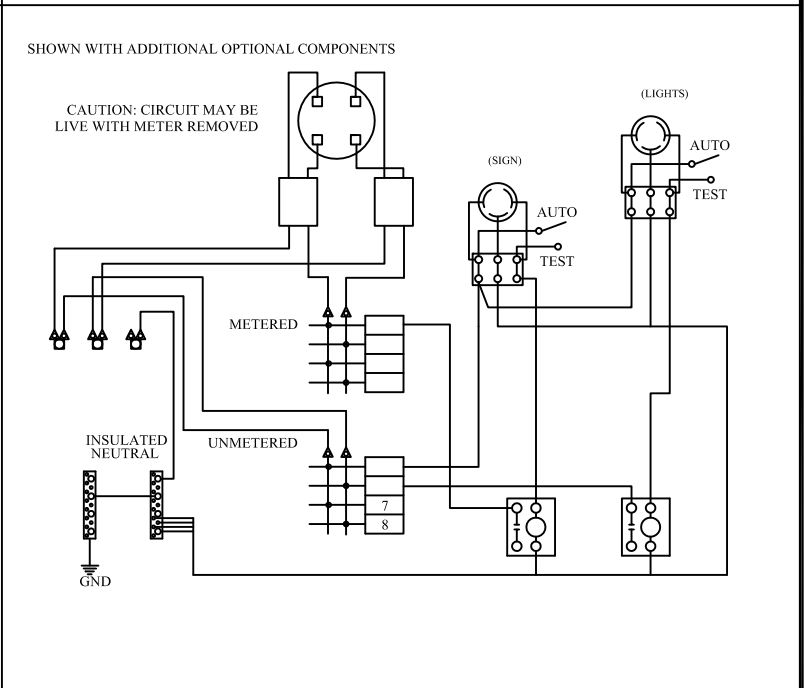 SHOWN WITH ADDITIONAL OPTIONAL COMPONENTS
CAUTION: CIRCUIT MAY BE
LIVE WITH METER REMOVED
(LIGHTS)
AUTO
TEST
(SIGN)
AUTO
TEST
METERED
INSULATED
NEUTRAL
UNMETERED
7
8
GND